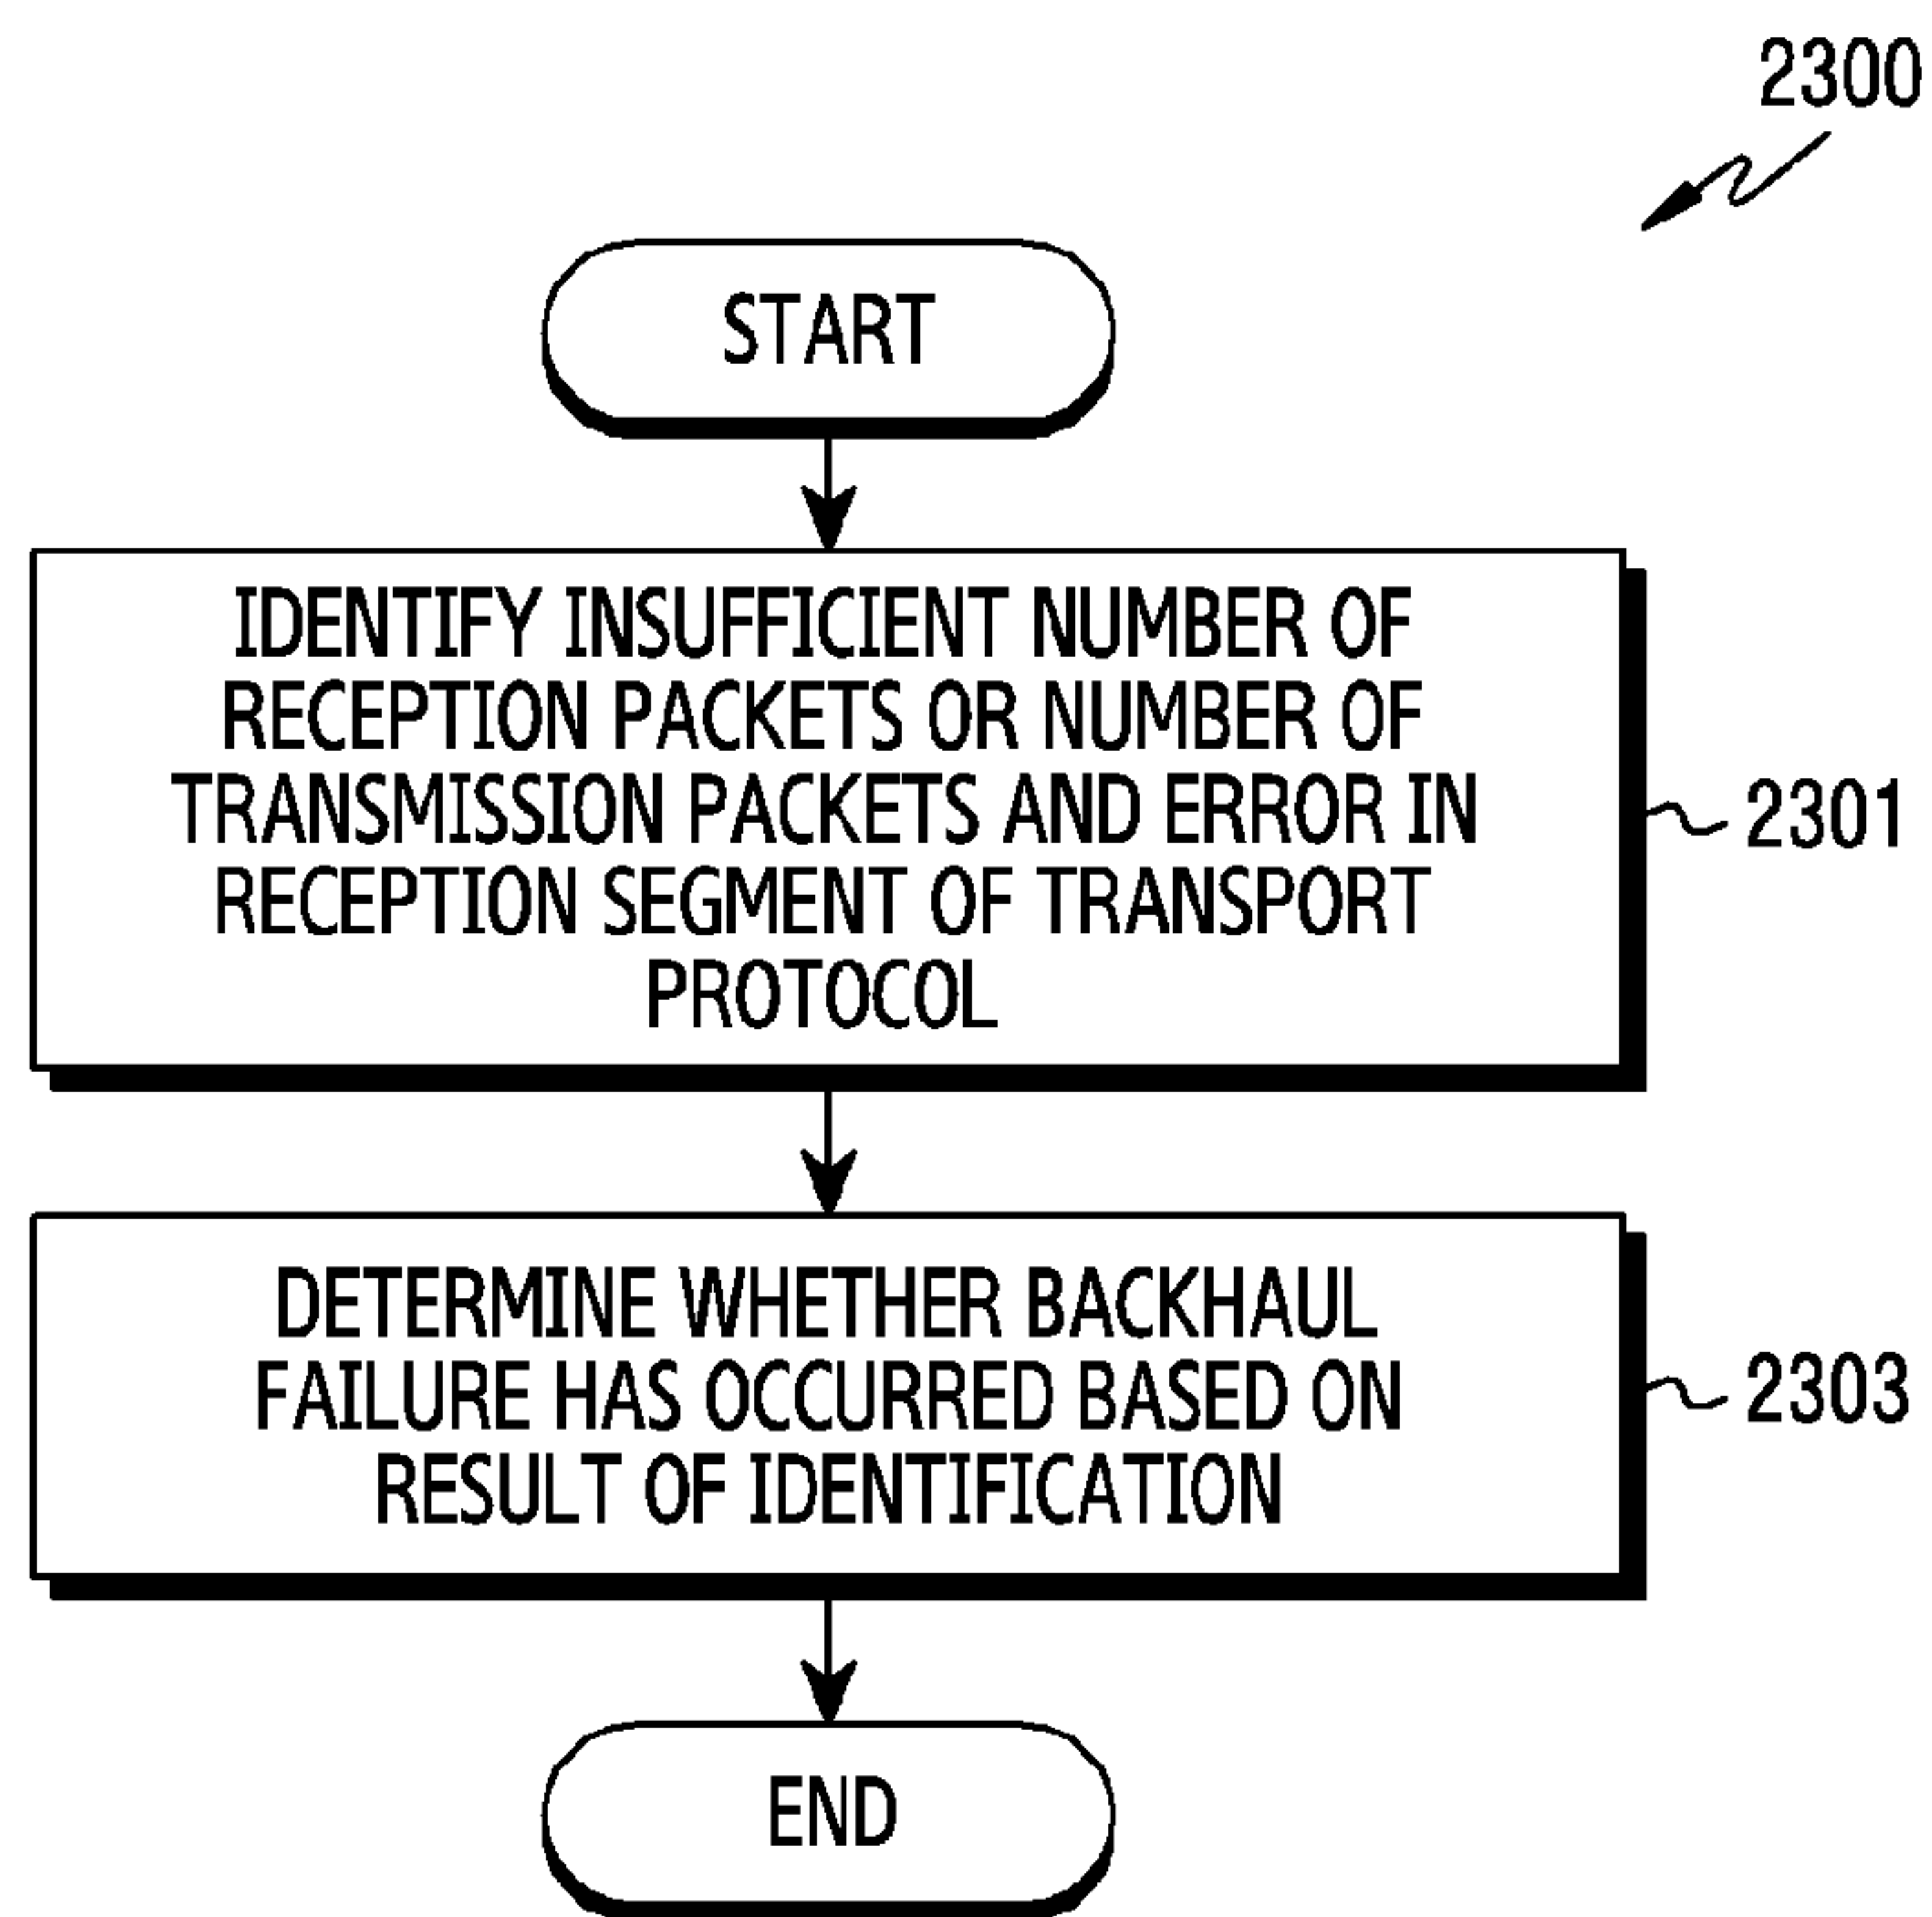 2300
START
IDENTIFY INSUFFICIENT NUMBER OF
RECEPTION PACKETS OR NUMBER OF
TRANSMISSION PACKETS AND ERROR IN
RECEPTION SEGMENT OF TRANSPORT
PROTOCOL
2301
DETERMINE WHETHER BACKHAUL
FAILURE HAS OCCURRED BASED ON
RESULT OF IDENTIFICATION
2303
END